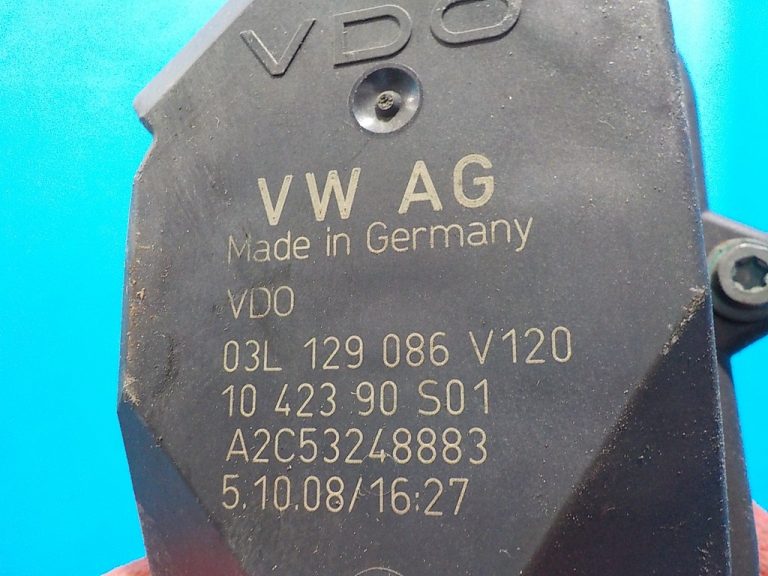 VDO
VW AG
Made in Germany
VDO
03L 129 086 V120
10 423 90 S01
A2C53248883
5.10.08/16:27